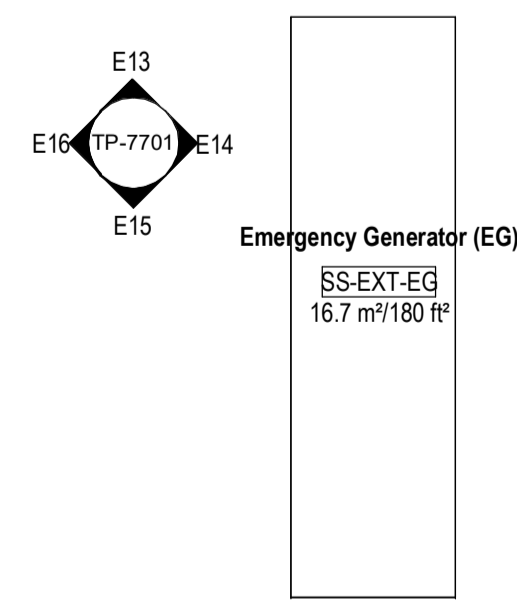 E13
E16 TP-7701 E14
E15
Emergency Generator (EG)
SS-EXT-EG
16.7 m²/180 ft²